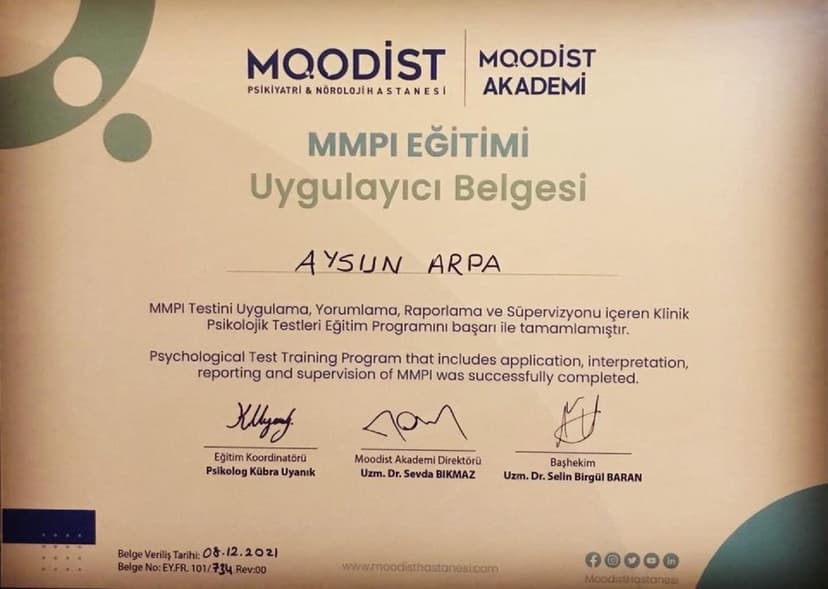 MOODİST
PSİKİYATRİ & NÖROLOJİ HASTANESİ
MOODİST
AKADEMİ
MMPI EĞİTİMİ
Uygulayıcı Belgesi
AYSUN ARPA
MMPI Testini Uygulama, Yorumlama, Raporlama ve Süpervizyonu içeren Klinik
Psikolojik Testleri Eğitim Programını başarı ile tamamlamıştır.
Psychological Test Training Program that includes application, interpretation,
reporting and supervision of MMPI was successfully completed.
Eğitim Koordinatörü
Psikolog Kübra Uyanık
Moodist Akademi Direktörü
Uzm. Dr. Sevda BIKMAZ
Başhekim
Uzm. Dr. Selin Birgül BARAN
Belge Veriliş Tarihi: 08.12.2021
Belge No: EY.FR. 101/734 Rev:00
www.moodisthastanesi.com
MoodistHastanesi